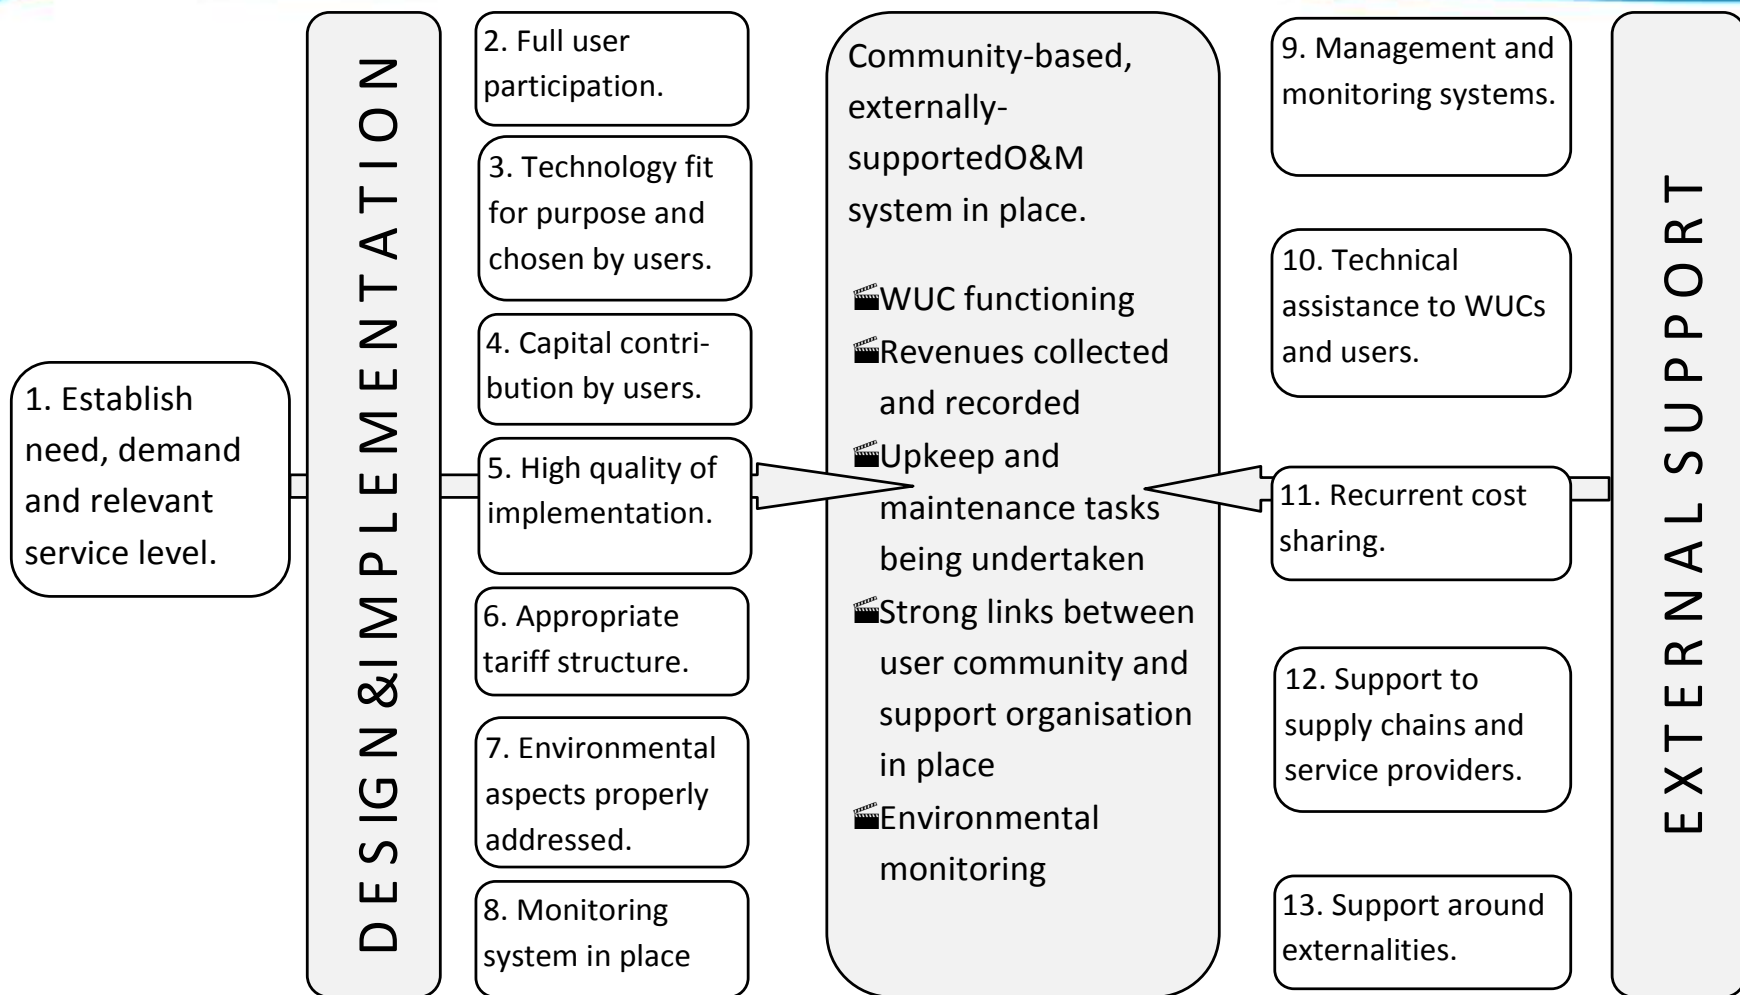 1. Establish
need, demand
and relevant
service level.
DESIGN&IMPLEMENTATION
2. Full user
participation.
3. Technology fit
for purpose and
chosen by users.
4. Capital contri-
bution by users.
5. High quality of
implementation.
6. Appropriate
tariff structure.
7. Environmental
aspects properly
addressed.
8. Monitoring
system in place
Community-based,
externally-
supportedO&M
system in place.
WUC functioning
Revenues collected
and recorded
Upkeep and
maintenance tasks
being undertaken
Strong links between
user community and
support organisation
in place
Environmental
monitoring
9. Management and
monitoring systems.
10. Technical
assistance to WUCs
and users.
11. Recurrent cost
sharing.
12. Support to
supply chains and
service providers.
13. Support around
externalities.
EXTERNAL SUPPORT